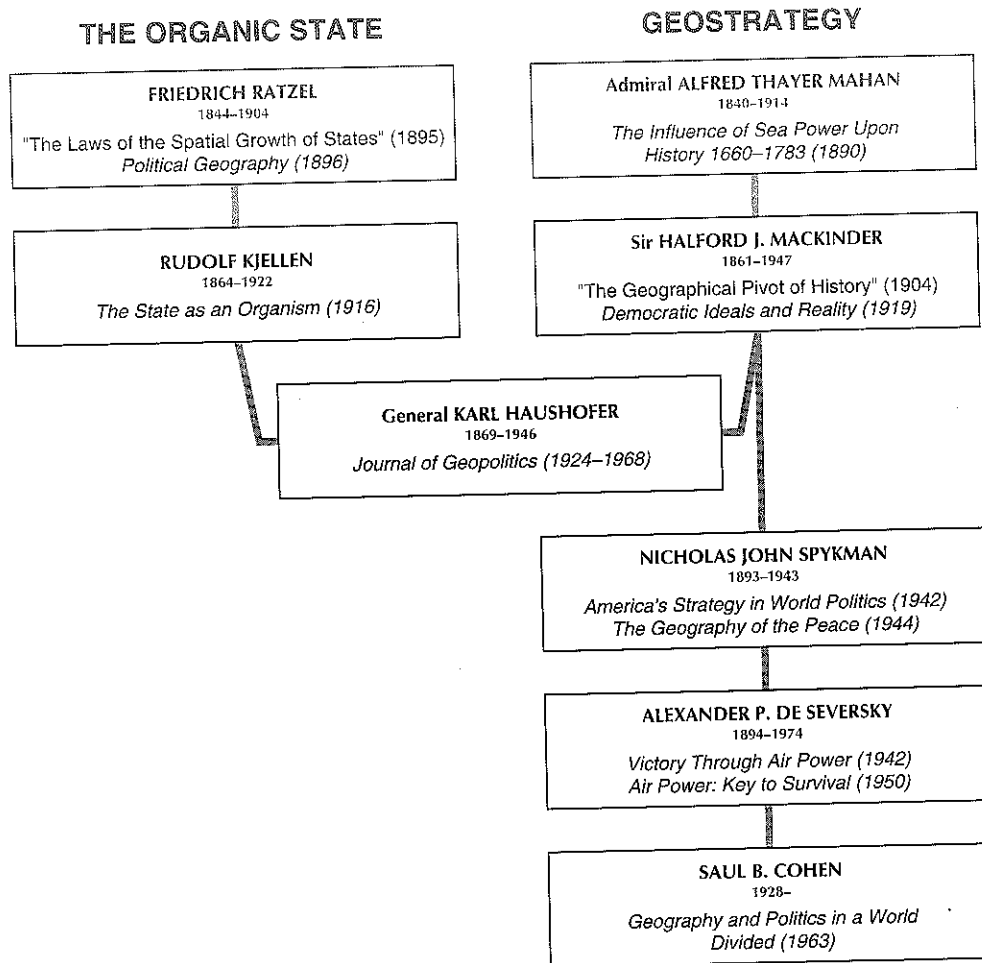 THE ORGANIC STATE
FRIEDRICH RATZEL
1844–1904
"The Laws of the Spatial Growth of States" (1895)
Political Geography (1896)
RUDOLF KJELLEN
1864–1922
The State as an Organism (1916)
GEOSTRATEGY
Admiral ALFRED THAYER MAHAN
1840–1914
The Influence of Sea Power Upon
History 1660–1783 (1890)
Sir HALFORD J. MACKINDER
1861–1947
"The Geographical Pivot of History" (1904)
Democratic Ideals and Reality (1919)
General KARL HAUSHOFER
1869–1946
Journal of Geopolitics (1924–1968)
NICHOLAS JOHN SPYKMAN
1893–1943
America's Strategy in World Politics (1942)
The Geography of the Peace (1944)
ALEXANDER P. DE SEVERSKY
1894–1974
Victory Through Air Power (1942)
Air Power: Key to Survival (1950)
SAUL B. COHEN
1928–
Geography and Politics in a World
Divided (1963)